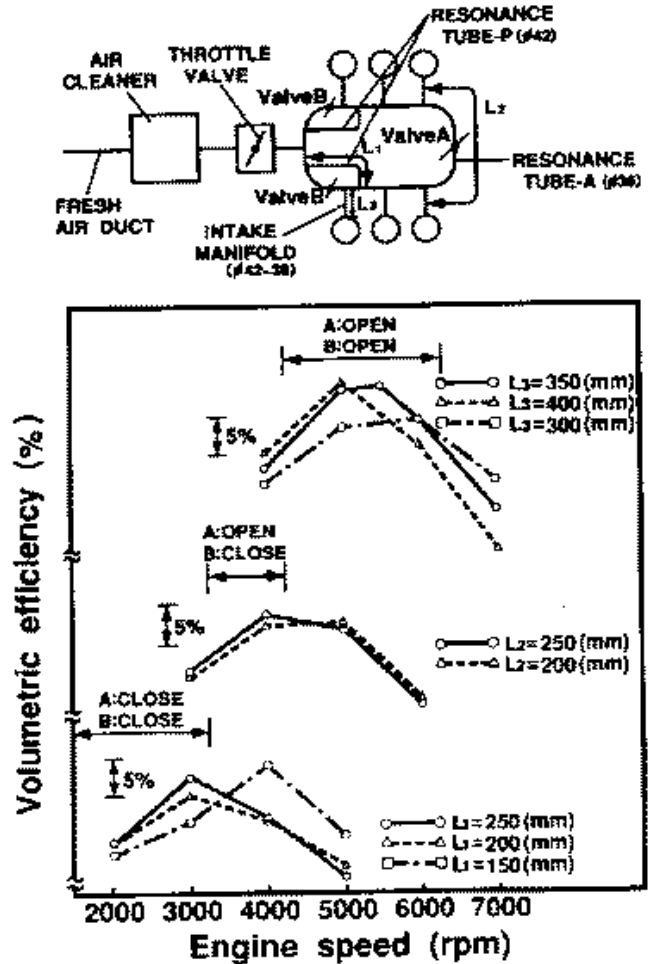 RESONANCE
TUBE-P (ø42)
AIR
CLEANER
THROTTLE
VALVE
ValveB
L₂
ValveA
L₁
RESONANCE
TUBE-A
ValveB
FRESH
AIR DUCT
L₃
INTAKE
MANIFOLD
(ø42-38)
A:OPEN
B:OPEN
L₃=350(mm)
L₃=400(mm)
L₃=300(mm)
5%
A:OPEN
B:CLOSE
5%
L₂=250(mm)
L₂=200(mm)
A:CLOSE
B:CLOSE
5%
L₁=250(mm)
L₁=200(mm)
L₁=150(mm)
Volumetric efficiency (%)
2000 3000 4000 5000 6000 7000
Engine speed (rpm)